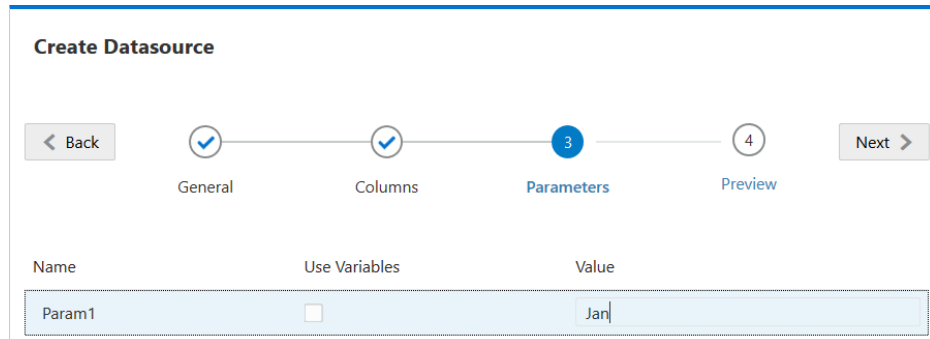 Create Datasource
Back
3
4
Next
General
Columns
Parameters
Preview
Name Use Variables Value
Param1 Jan